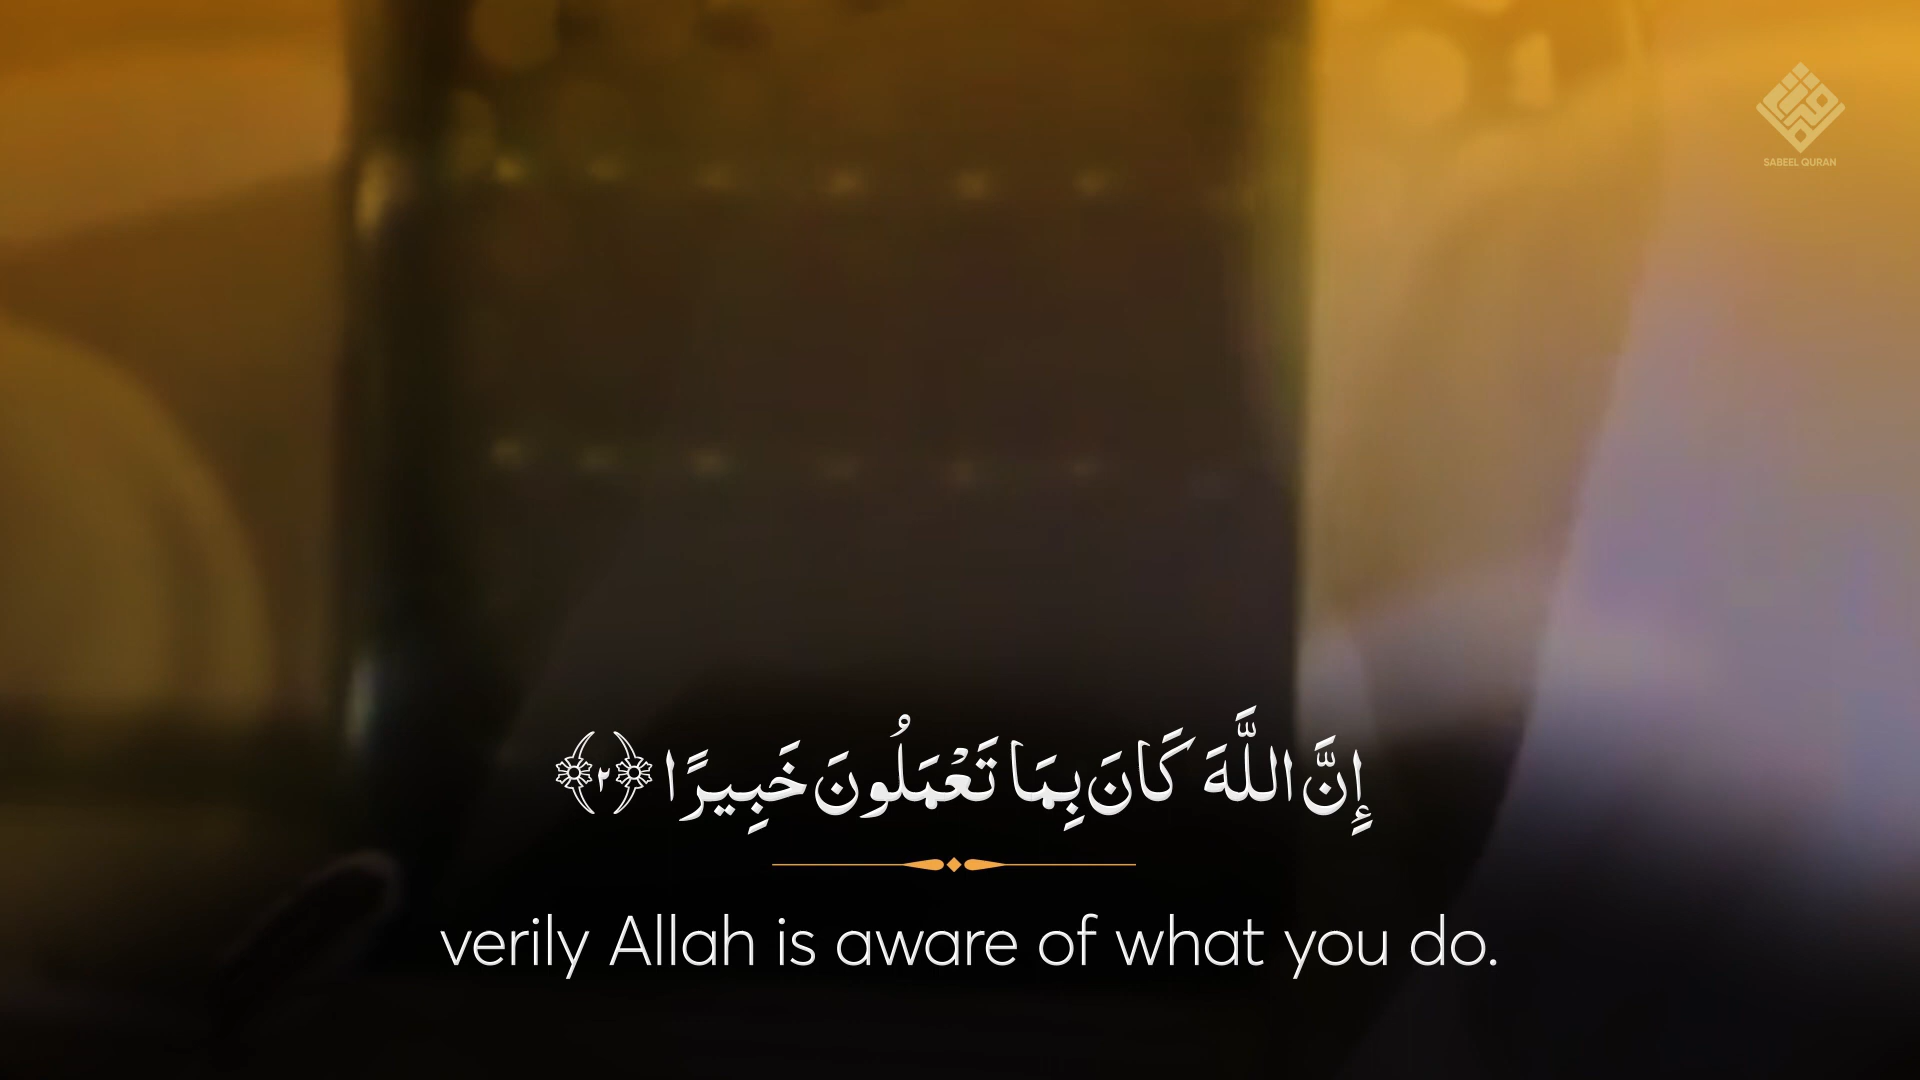 SABEEL QURAN
إِنَّ اللَّهَ كَانَ بِمَا تَعْمَلُونَ خَبِيرًا ﴿٢﴾
verily Allah is aware of what you do.